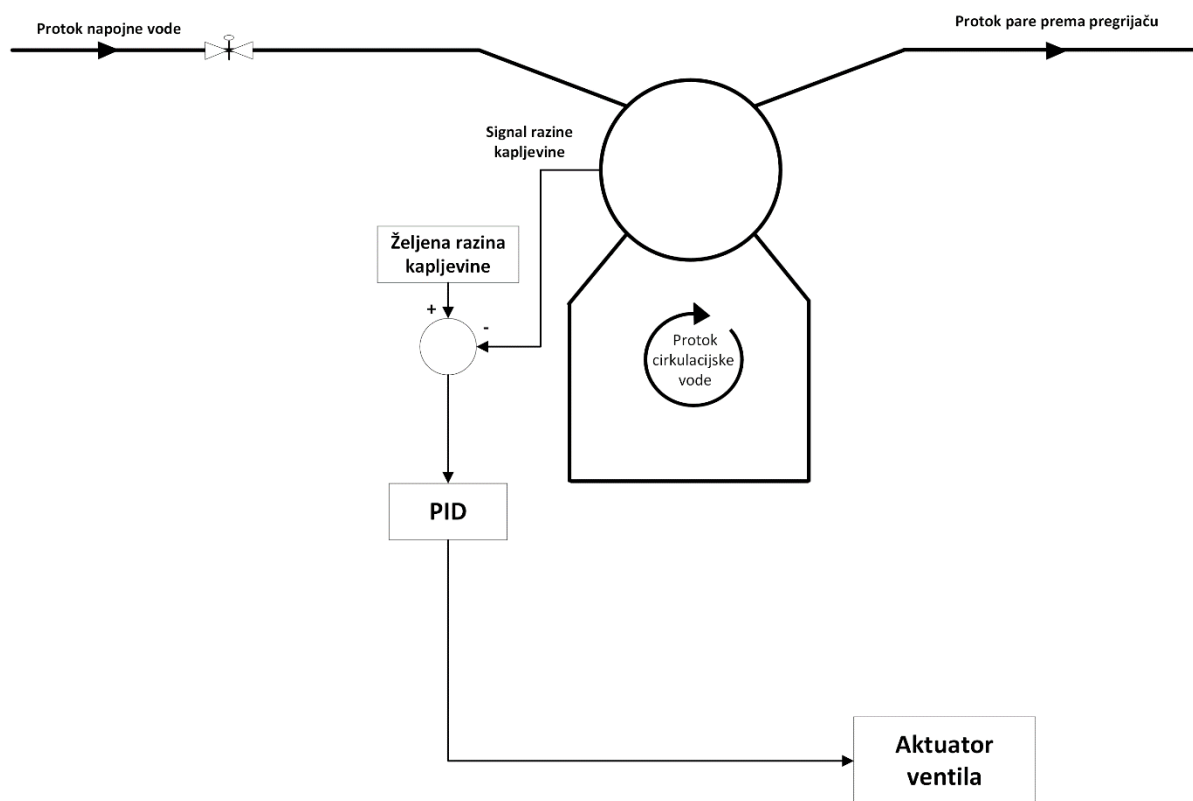 Protok napojne vode
Protok pare prema pregrijaču
Signal razine
kapljevine
Željena razina
kapljevine
+
-
Protok
cirkulacijske
vode
PID
Aktuator
ventila